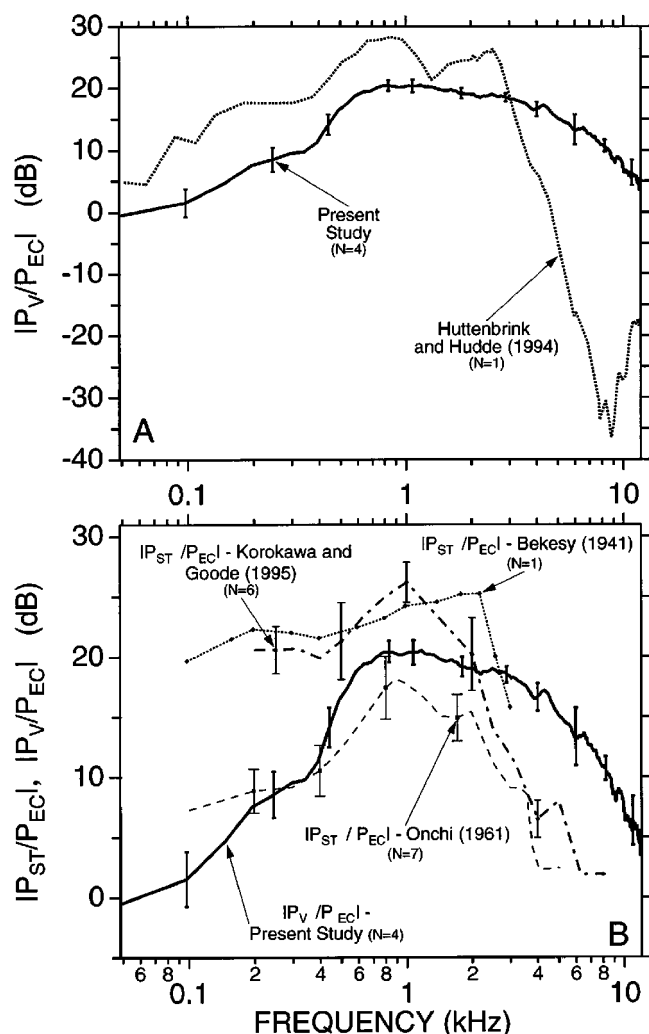 30
20
10
0
-10
-20
-30
-40
|P_V/P_EC| (dB)
Present
Study
(N=4)
Huttenbrink
and Hudde (1994)
(N=1)
A
0.1
1
10
30
20
10
0
|P_ST/P_EC|, |P_V/P_EC| (dB)
|P_ST/P_EC| - Korokawa and
Goode (1995)
(N=6)
|P_ST/P_EC| - Bekesy (1941)
(N=1)
|P_ST/P_EC| - Onchi (1961)
(N=7)
|P_V/P_EC| -
Present Study (N=4)
B
6 8 2 4 6 8 2 4 6 8
0.1 1 10
FREQUENCY (kHz)